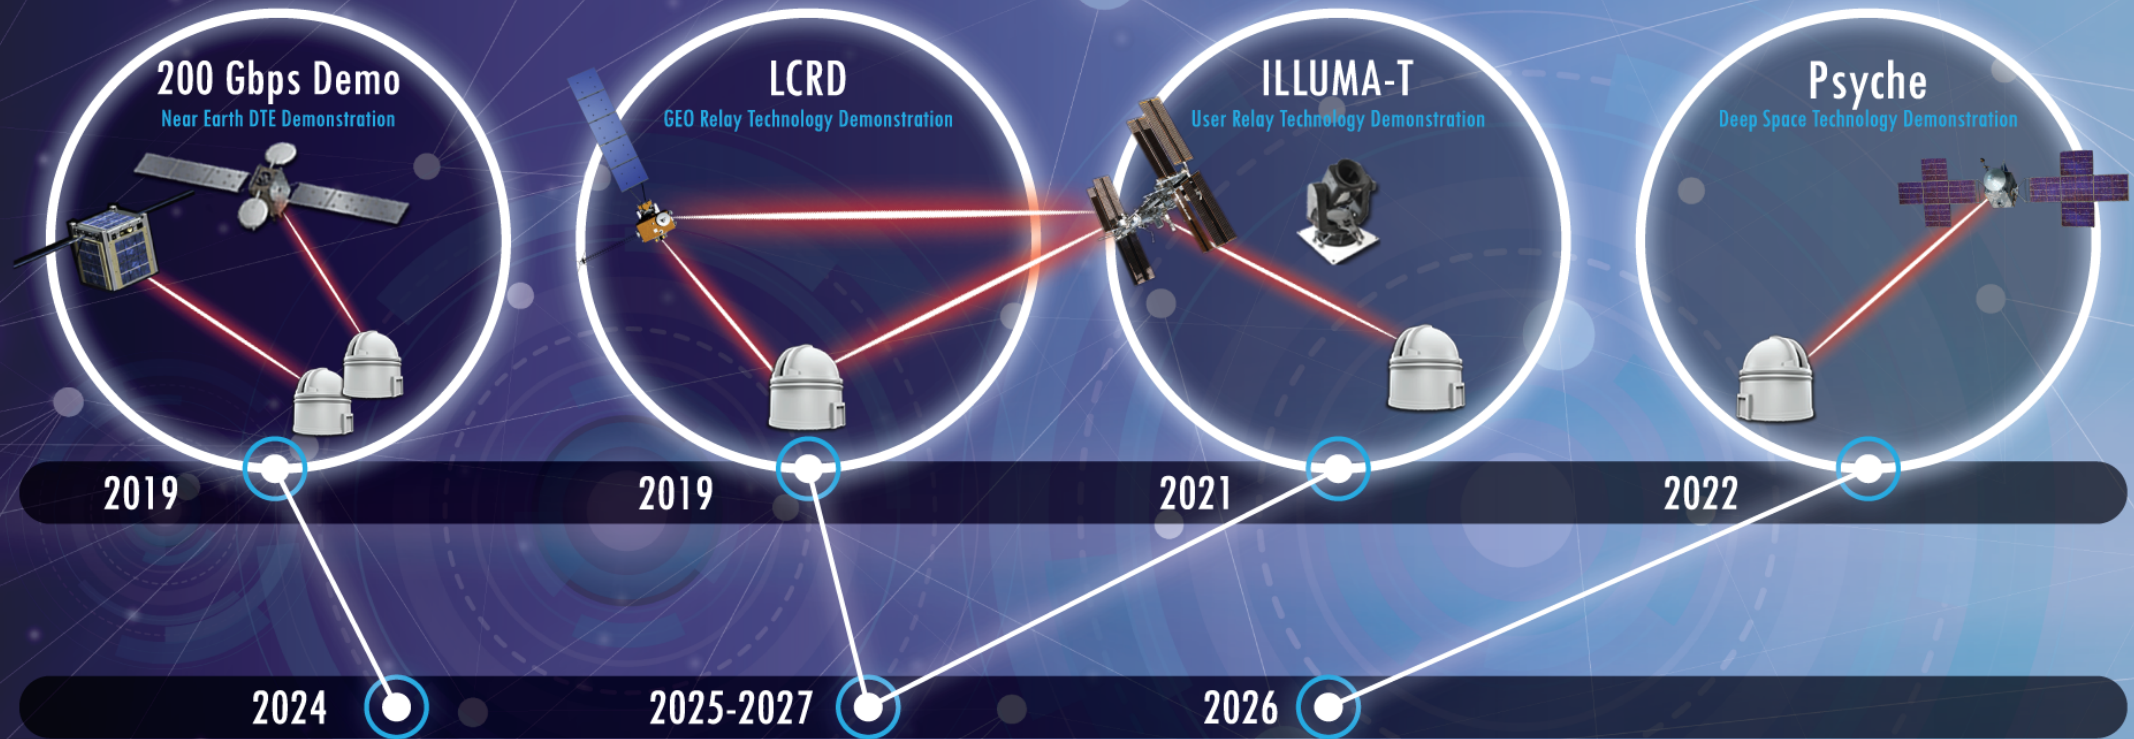 200 Gbps Demo
Near Earth DTE Demonstration
LCRD
GEO Relay Technology Demonstration
ILLUMA-T
User Relay Technology Demonstration
Psyche
Deep Space Technology Demonstration
2019
2019
2021
2022
2024
2025-2027
2026